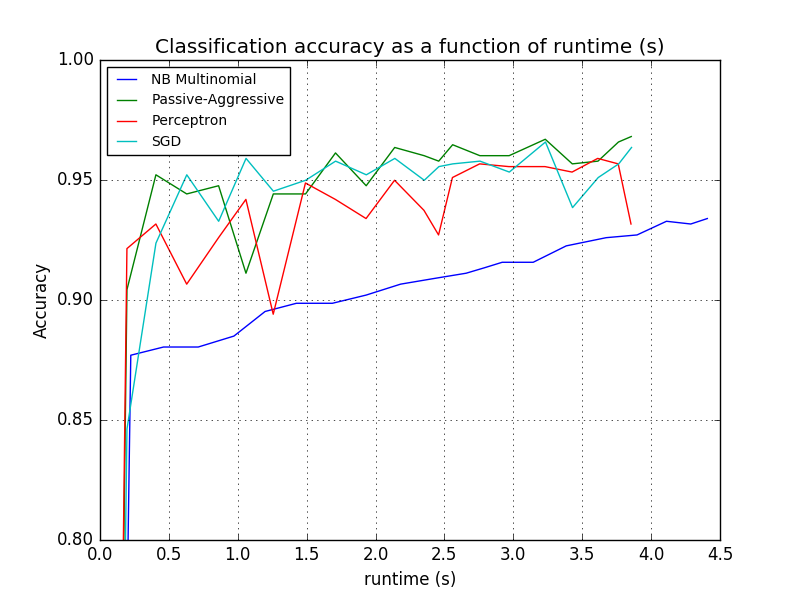 Classification accuracy as a function of runtime (s)
1.00
NB Multinomial
Passive-Aggressive
Perceptron
SGD
0.95
0.90
0.85
0.80
Accuracy
0.0 0.5 1.0 1.5 2.0 2.5 3.0 3.5 4.0 4.5
runtime (s)